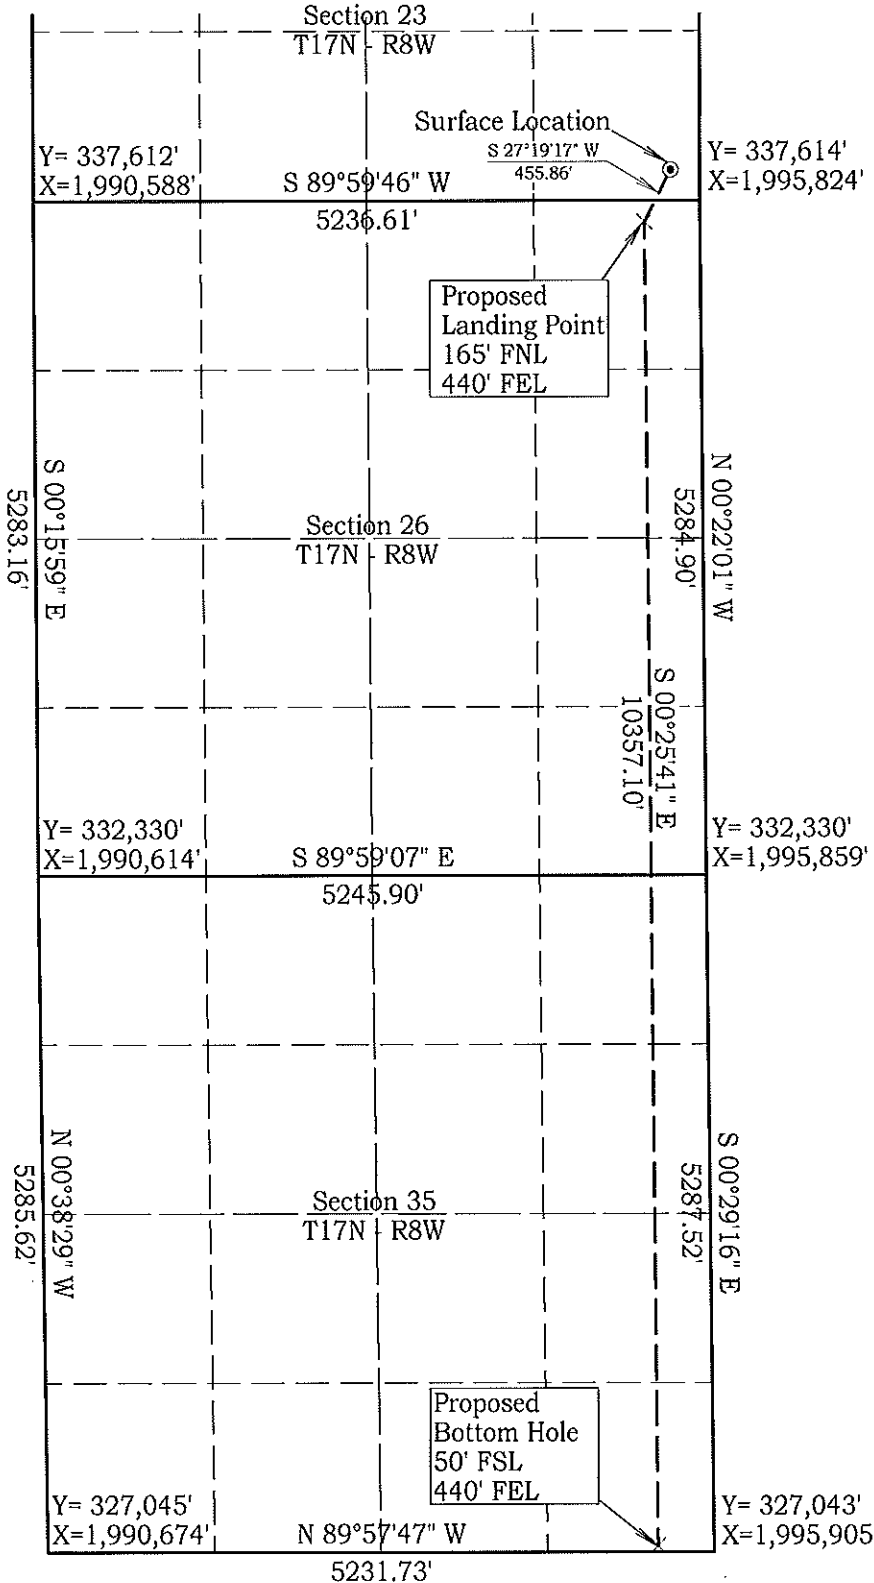 Section 23
T17N - R8W
Surface Location
S 27°19'17" W
455.86'
Y= 337,612'
X=1,990,588'
Y= 337,614'
X=1,995,824'
S 89°59'46" W
5236.61'
Proposed
Landing Point
165' FNL
440' FEL
S 00°15'59" E
5283.16'
Section 26
T17N - R8W
N 00°22'01" W
5284.90'
S 00°25'41" E
10357.10'
Y= 332,330'
X=1,990,614'
Y= 332,330'
X=1,995,859'
S 89°59'07" E
5245.90'
N 00°38'29" W
5285.62'
Section 35
T17N - R8W
S 00°29'16" E
5287.52'
Proposed
Bottom Hole
50' FSL
440' FEL
Y= 327,045'
X=1,990,674'
Y= 327,043'
X=1,995,905
N 89°57'47" W
5231.73'